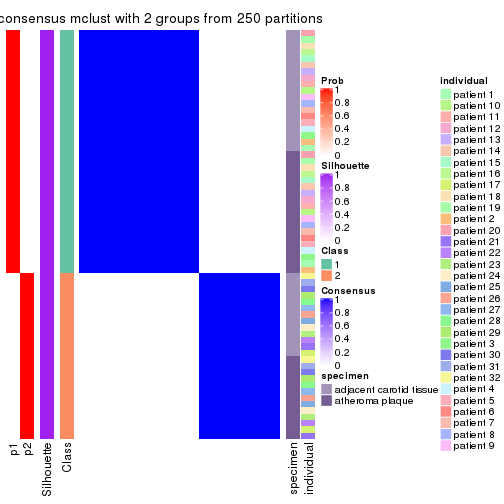 consensus mclust with 2 groups from 250 partitions
p1
p2
Silhouette
Class
specimen
individual
Prob
1
0.8
0.6
0.4
0.2
0
Silhouette
1
0.8
0.6
0.4
0.2
0
Class
1
2
Consensus
1
0.8
0.6
0.4
0.2
0
specimen
adjacent carotid tissue
atheroma plaque
individual
patient 1
patient 10
patient 11
patient 12
patient 13
patient 14
patient 15
patient 16
patient 17
patient 18
patient 19
patient 2
patient 20
patient 21
patient 22
patient 23
patient 24
patient 25
patient 26
patient 27
patient 28
patient 29
patient 3
patient 30
patient 31
patient 32
patient 4
patient 5
patient 6
patient 7
patient 8
patient 9